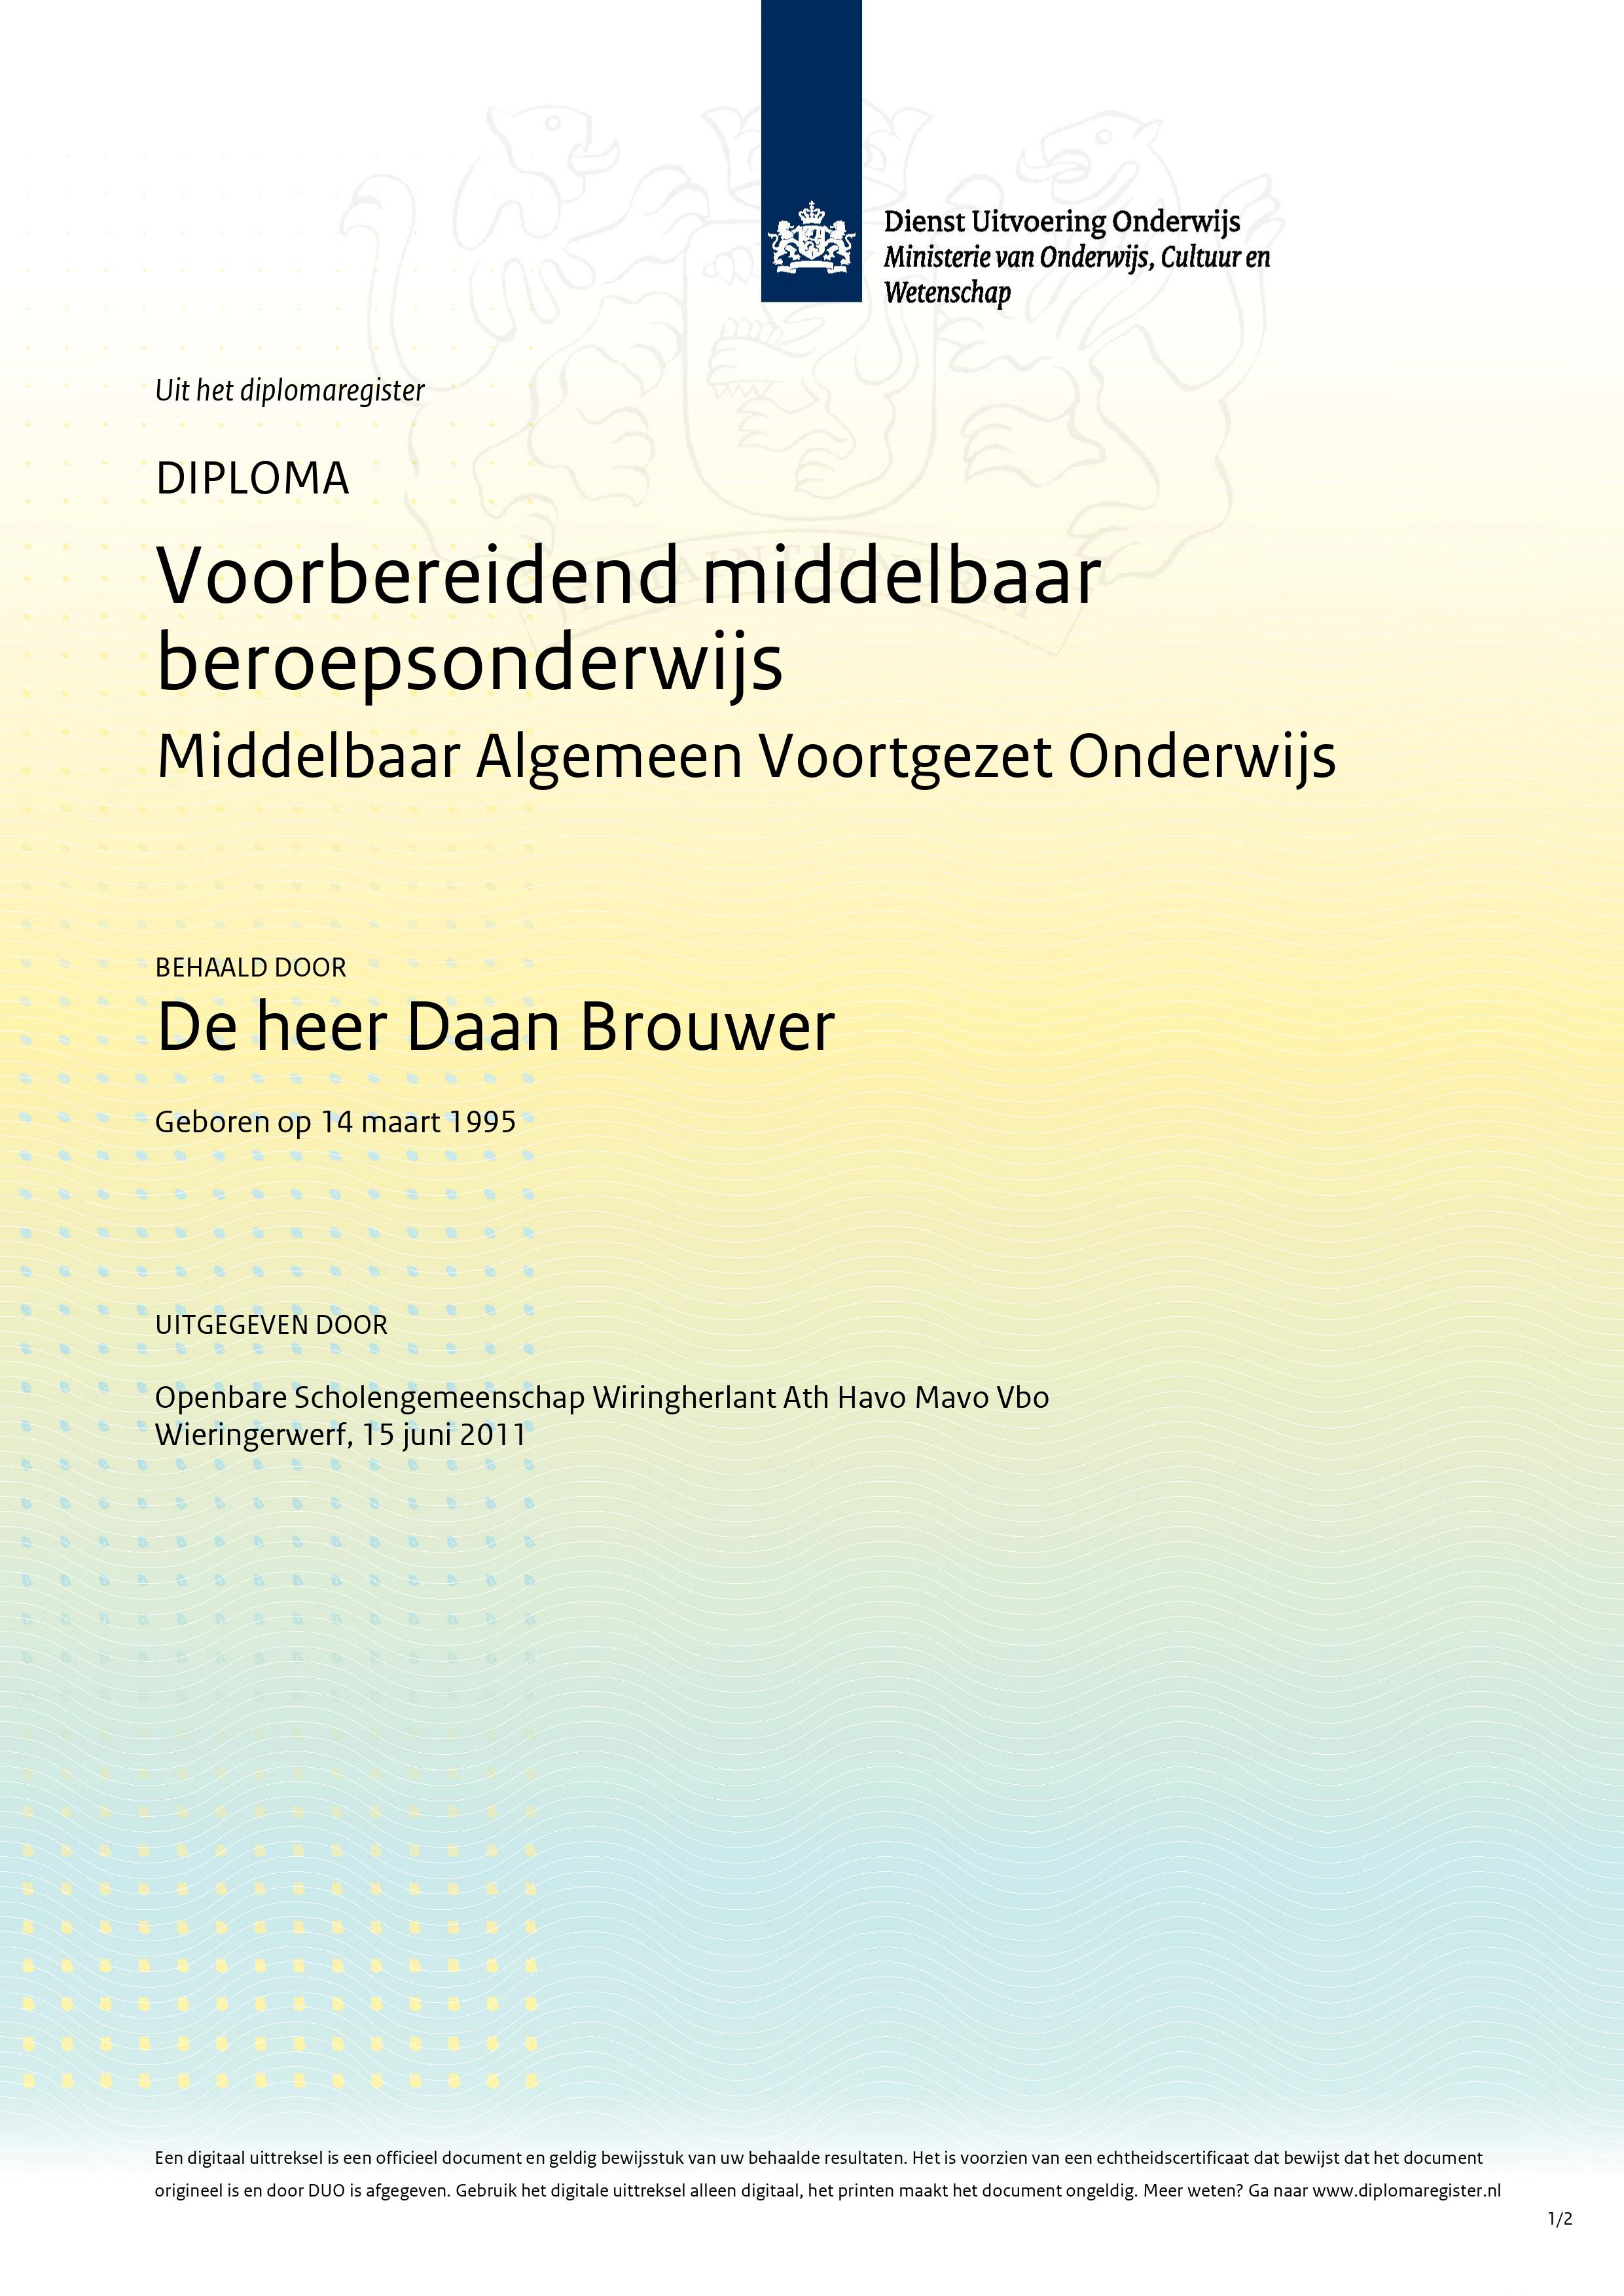 Dienst Uitvoering Onderwijs
Ministerie van Onderwijs, Cultuur en
Wetenschap
Uit het diplomaregister
DIPLOMA
Voorbereidend middelbaar
beroepsonderwijs
Middelbaar Algemeen Voortgezet Onderwijs
BEHAALD DOOR
De heer Daan Brouwer
Geboren op 14 maart 1995
UITGEGEVEN DOOR
Openbare Scholengemeenschap Wiringherlant Ath Havo Mavo Vbo
Wieringerwerf, 15 juni 2011
Een digitaal uittreksel is een officieel document en geldig bewijsstuk van uw behaalde resultaten. Het is voorzien van een echtheidscertificaat dat bewijst dat het document
origineel is en door DUO is afgegeven. Gebruik het digitale uittreksel alleen digitaal, het printen maakt het document ongeldig. Meer weten? Ga naar www.diplomaregister.nl
1/2